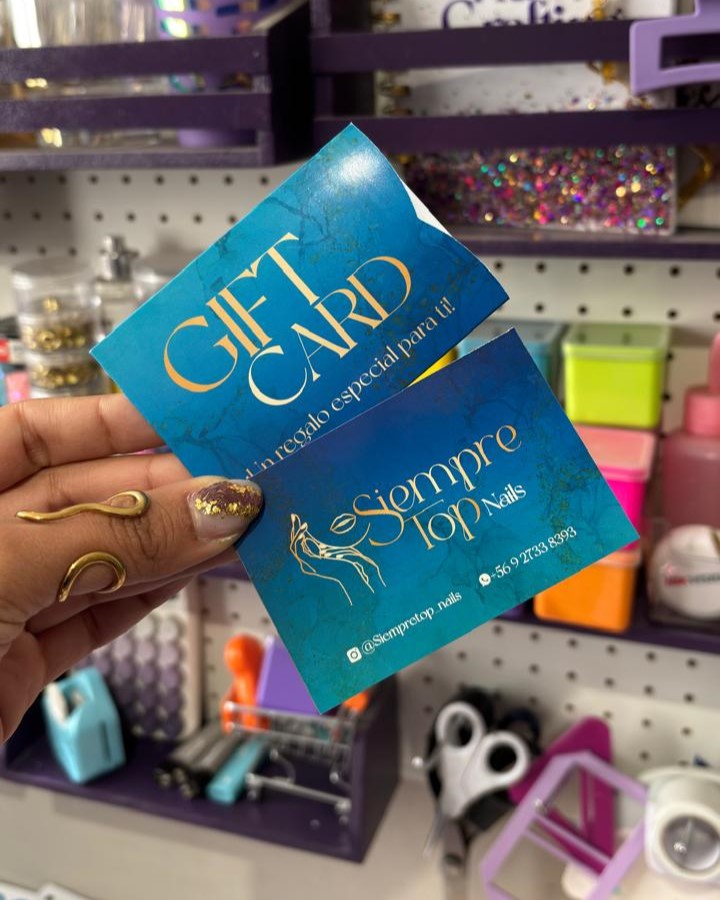 GIFT
CARD
Un regalo especial para ti!
Siempre
Top Nails
+56 9 2733 8393
@Siempretop_nails